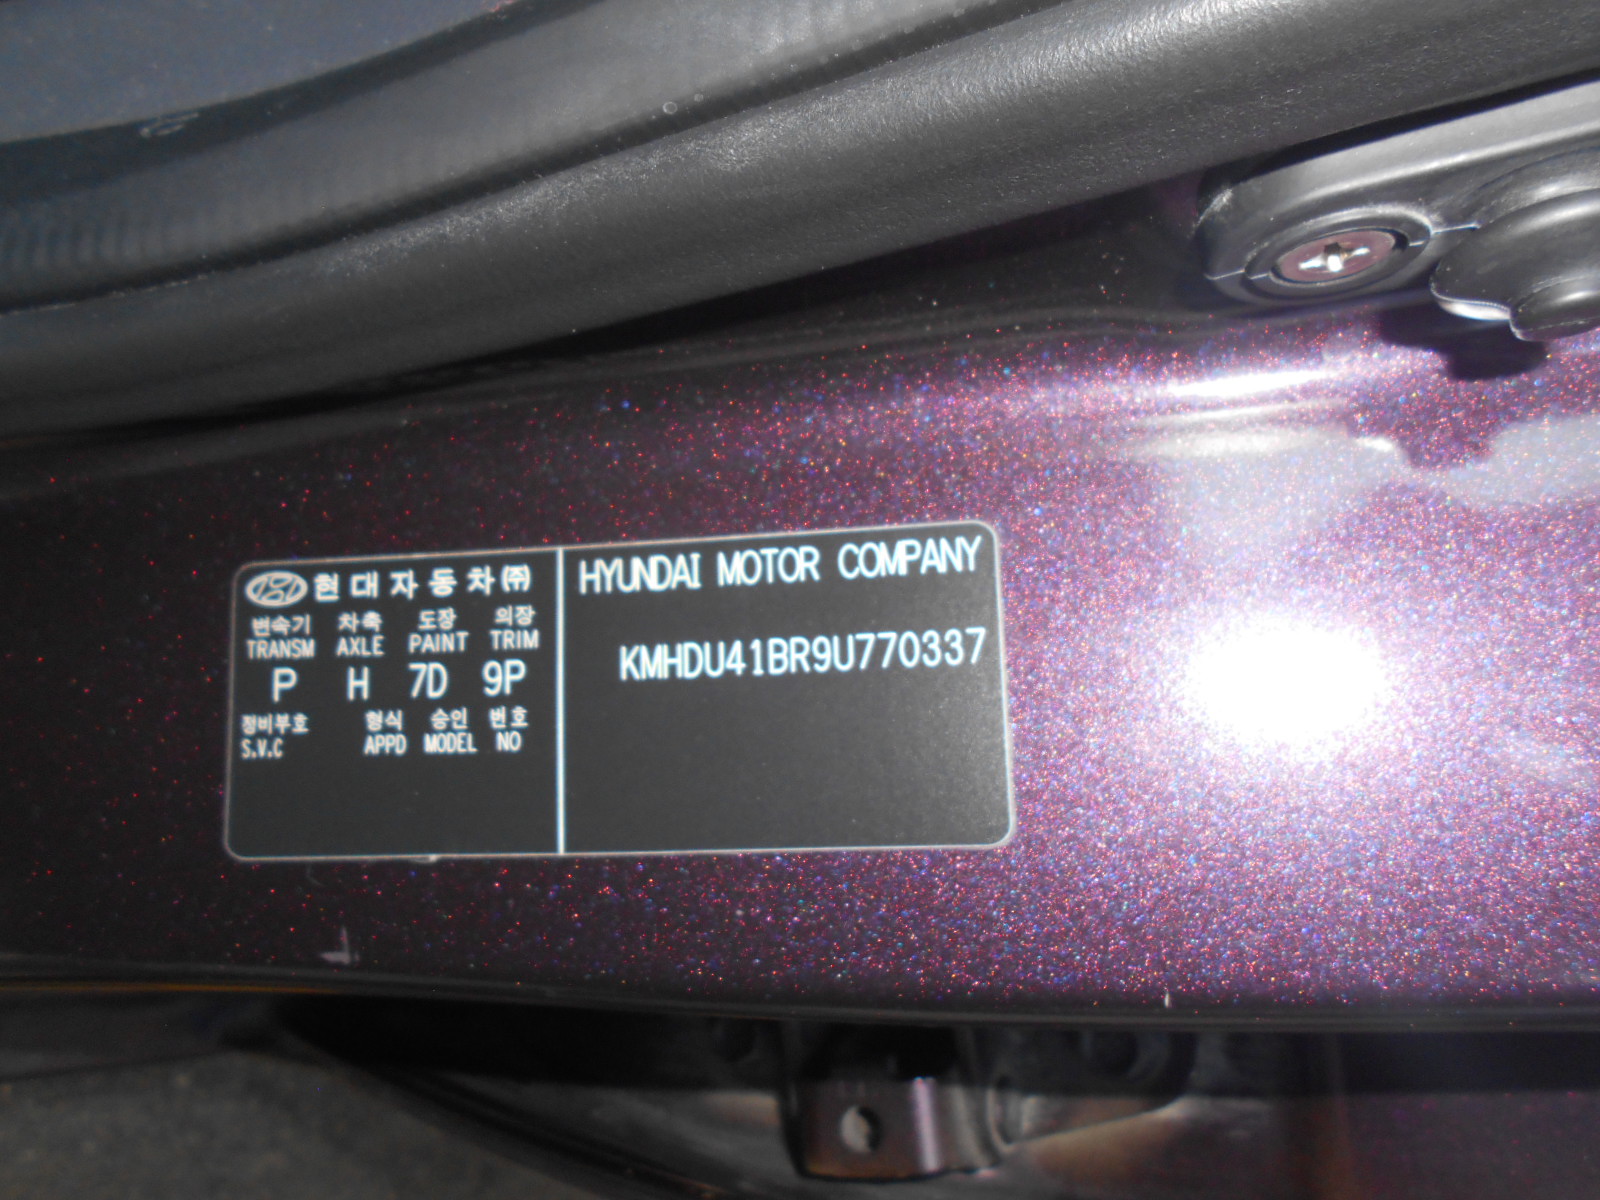 현대자동차㈜
변속기 차축 도장 의장
TRANSM AXLE PAINT TRIM
P H 7D 9P
정비부호 형식 승인 번호
S.V.C APPD MODEL NO
HYUNDAI MOTOR COMPANY
KMHDU41BR9U770337